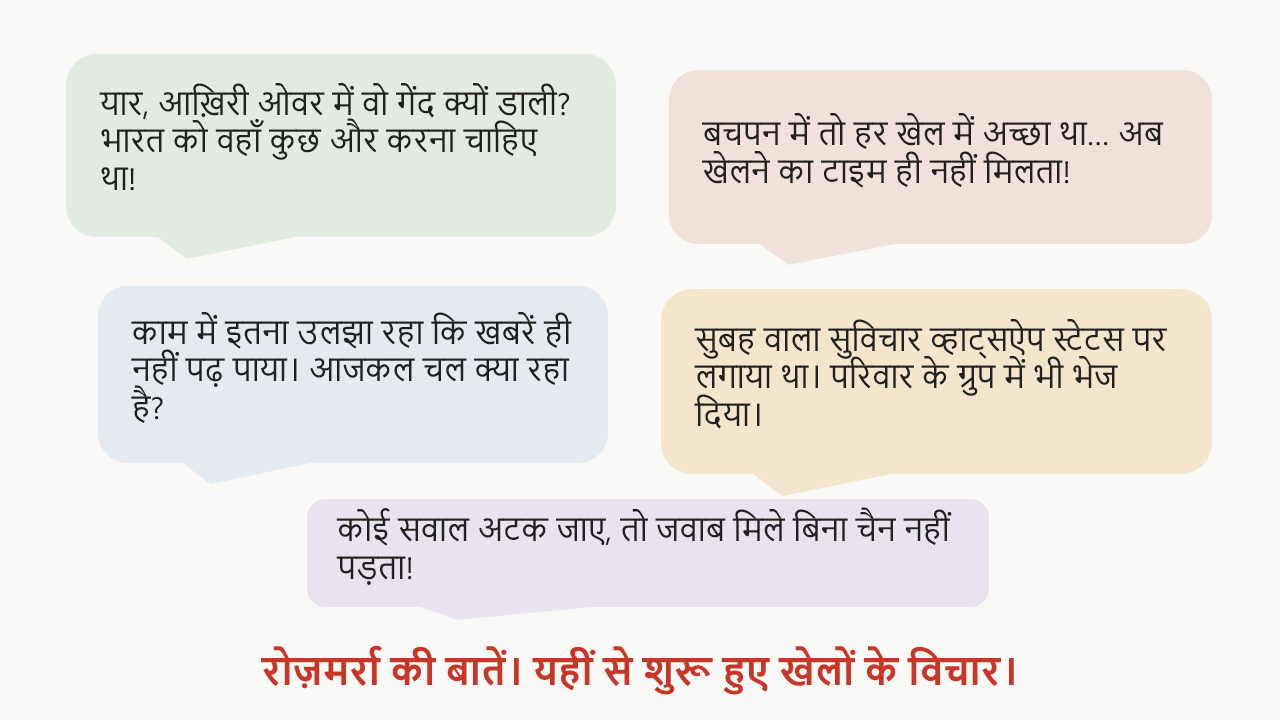 यार, आख़िरी ओवर में वो गेंद क्यों डाली?
भारत को वहाँ कुछ और करना चाहिए
था!
बचपन में तो हर खेल में अच्छा था... अब
खेलने का टाइम ही नहीं मिलता!
काम में इतना उलझा रहा कि खबरें ही
नहीं पढ़ पाया। आजकल चल क्या रहा
है?
सुबह वाला सुविचार व्हाट्सऐप स्टेटस पर
लगाया था। परिवार के ग्रुप में भी भेज
दिया।
कोई सवाल अटक जाए, तो जवाब मिले बिना चैन नहीं
पड़ता!
रोज़मर्रा की बातें। यहीं से शुरू हुए खेलों के विचार।